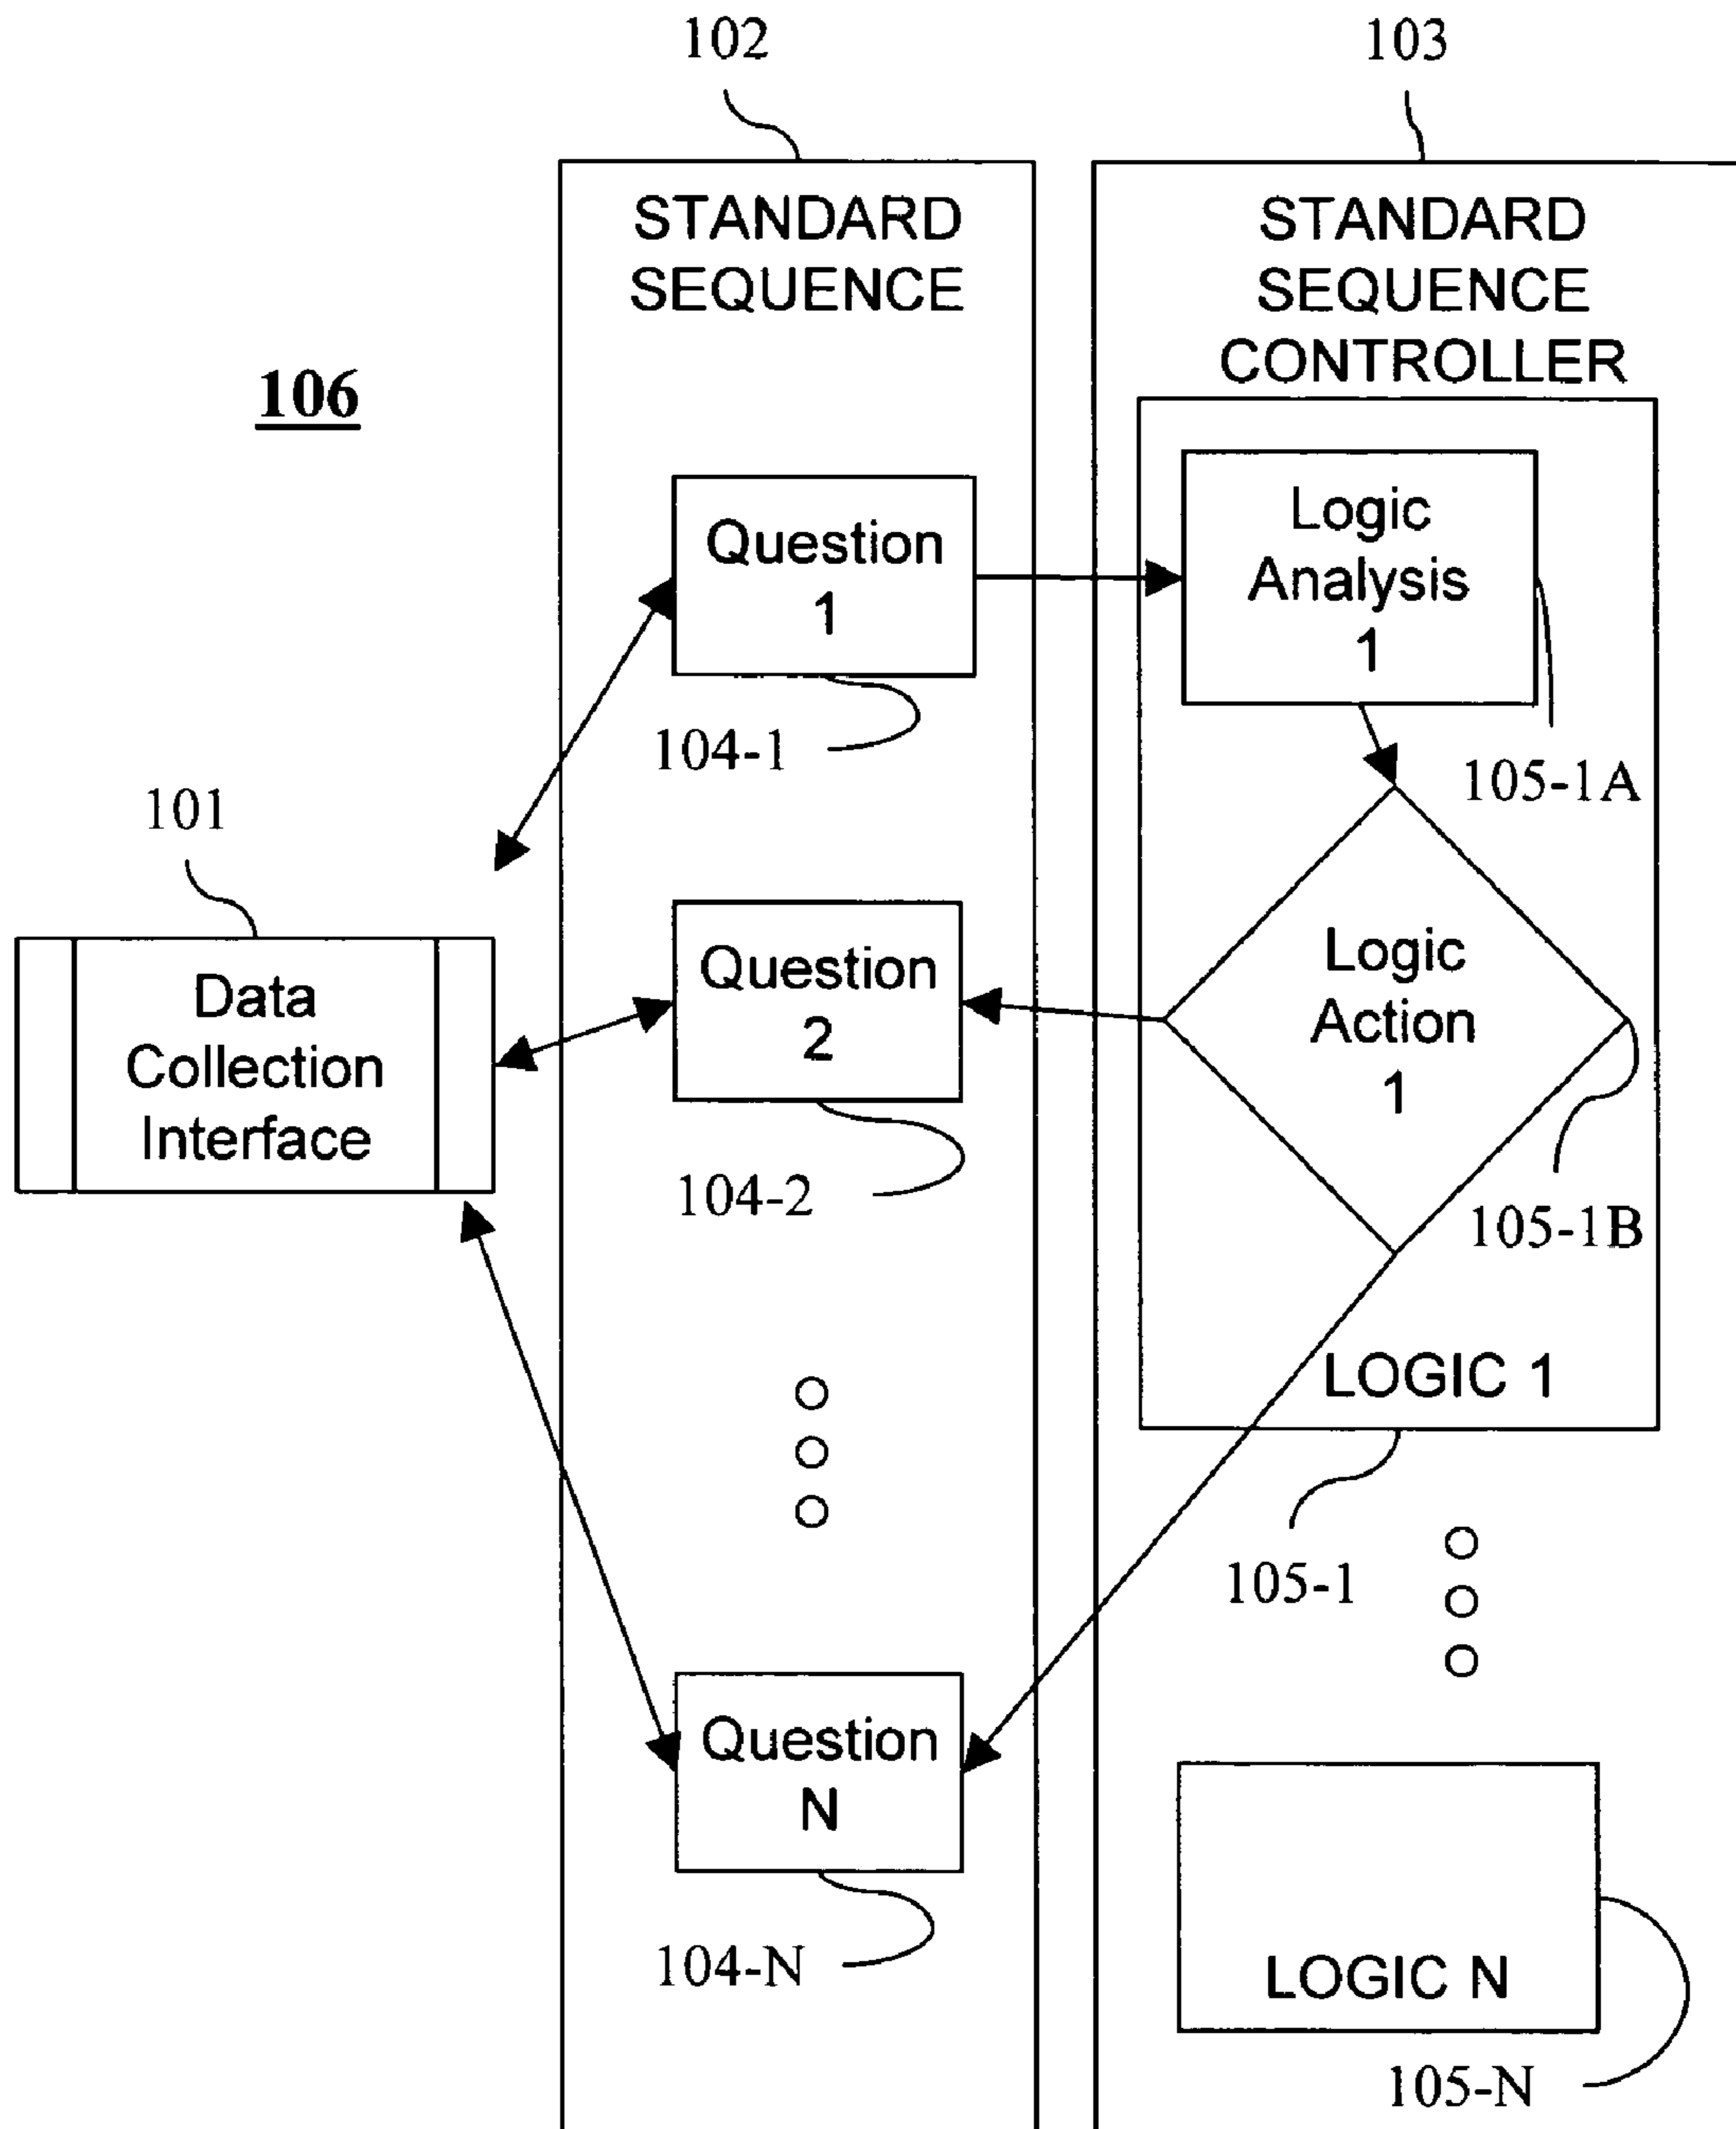 102
103
STANDARD
SEQUENCE
STANDARD
SEQUENCE
CONTROLLER
106
Question
1
104-1
Logic
Analysis
1
105-1A
101
Data
Collection
Interface
Question
2
104-2
Logic
Action
1
105-1B
LOGIC 1
105-1
Question
N
104-N
LOGIC N
105-N